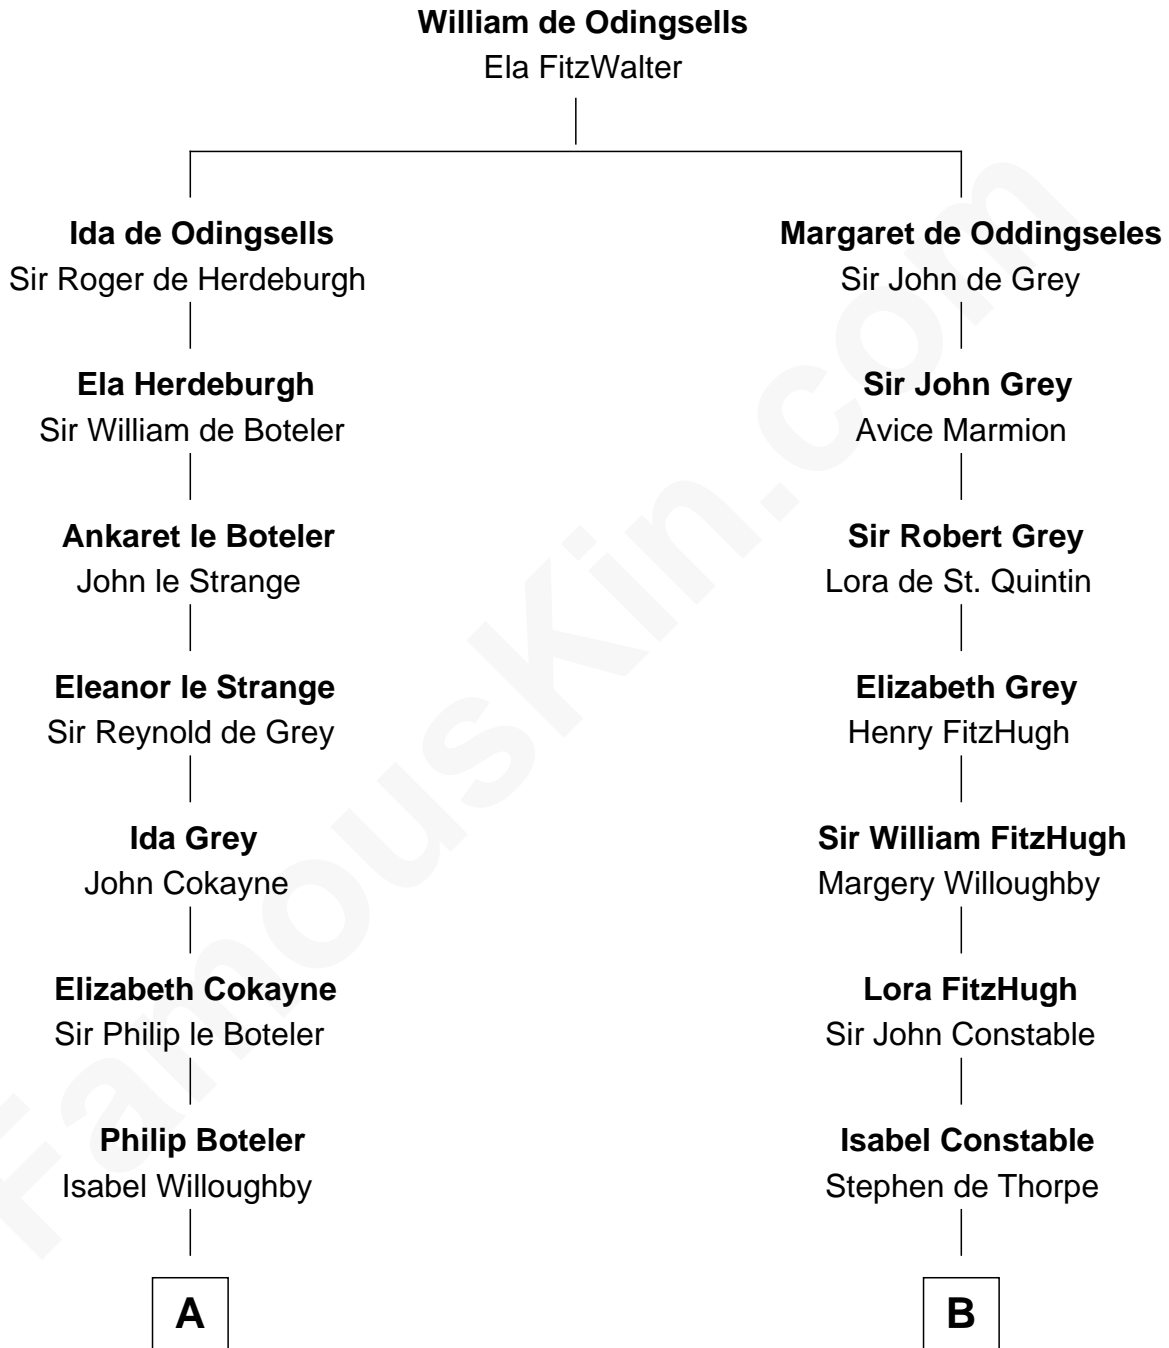 William de Odingsells
Ela FitzWalter
Ida de Odingsells
Sir Roger de Herdeburgh
Margaret de Oddingseles
Sir John de Grey
Ela Herdeburgh
Sir William de Boteler
Sir John Grey
Avice Marmion
Ankaret le Boteler
John le Strange
Sir Robert Grey
Lora de St. Quintin
Eleanor le Strange
Sir Reynold de Grey
Elizabeth Grey
Henry FitzHugh
Ida Grey
John Cokayne
Sir William FitzHugh
Margery Willoughby
Elizabeth Cokayne
Sir Philip le Boteler
Lora FitzHugh
Sir John Constable
Philip Boteler
Isabel Willoughby
Isabel Constable
Stephen de Thorpe
A
B
FamousKin.com